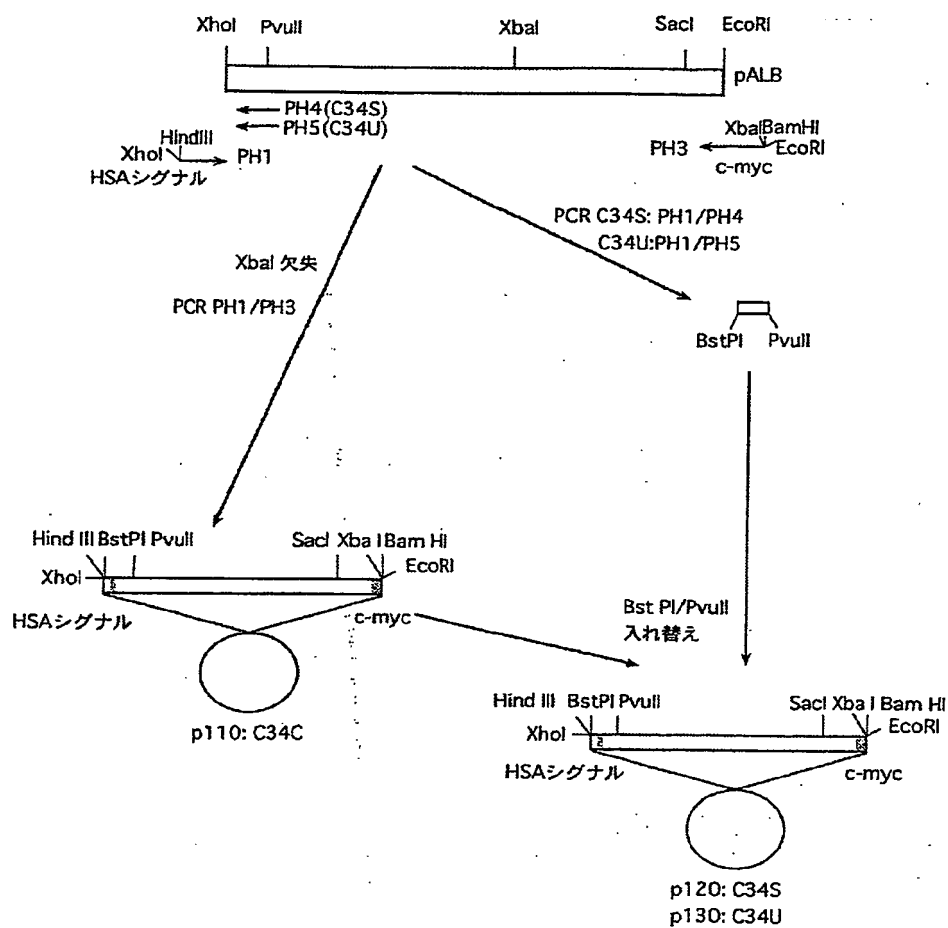 XhoI PvuII XbaI SacI EcoRI
pALB
PH4(C34S)
PH5(C34U)
HindIII
XhoI PH1
HSAシグナル
XbaI BamHI
PH3 EcoRI
c-myc
PCR C34S: PH1/PH4
C34U:PH1/PH5
XbaI 欠失
PCR PH1/PH3
BstPI PvuII
Hind III BstPI PvuII SacI Xba I Bam HI
XhoI EcoRI
HSAシグナル c-myc
p110: C34C
Bst PI/PvuII
入れ替え
Hind III BstPI PvuII SacI Xba I Bam HI
XhoI EcoRI
HSAシグナル c-myc
p120: C34S
p130: C34U